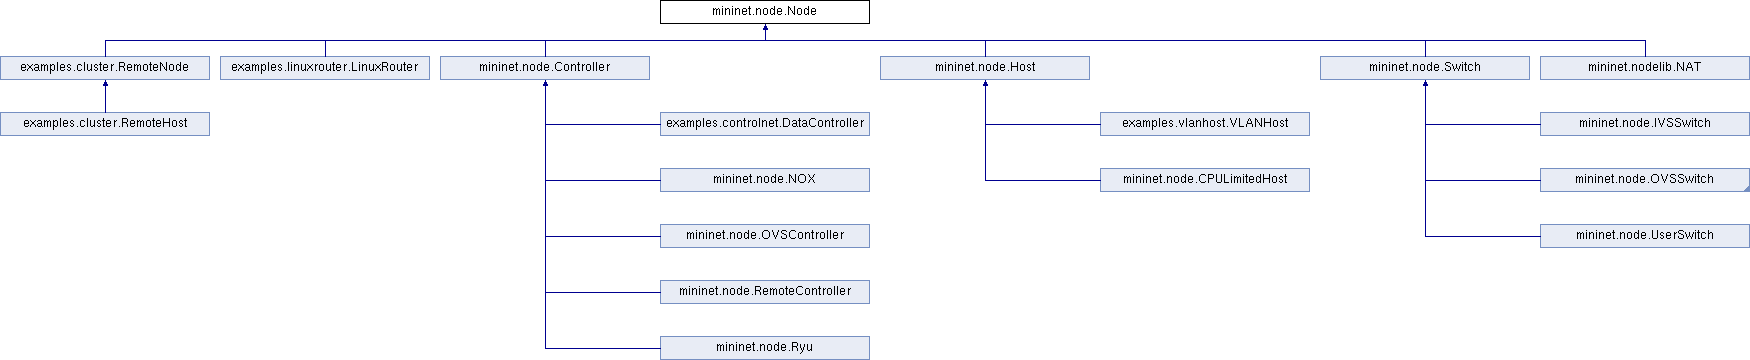 mininet.node.Node
examples.cluster.RemoteNode
examples.linuxrouter.LinuxRouter
mininet.node.Controller
mininet.node.Host
mininet.node.Switch
mininet.nodelib.NAT
examples.cluster.RemoteHost
examples.controlnet.DataController
examples.vlanhost.VLANHost
mininet.node.IVSSwitch
mininet.node.NOX
mininet.node.CPULimitedHost
mininet.node.OVSSwitch
mininet.node.OVSController
mininet.node.UserSwitch
mininet.node.RemoteController
mininet.node.Ryu